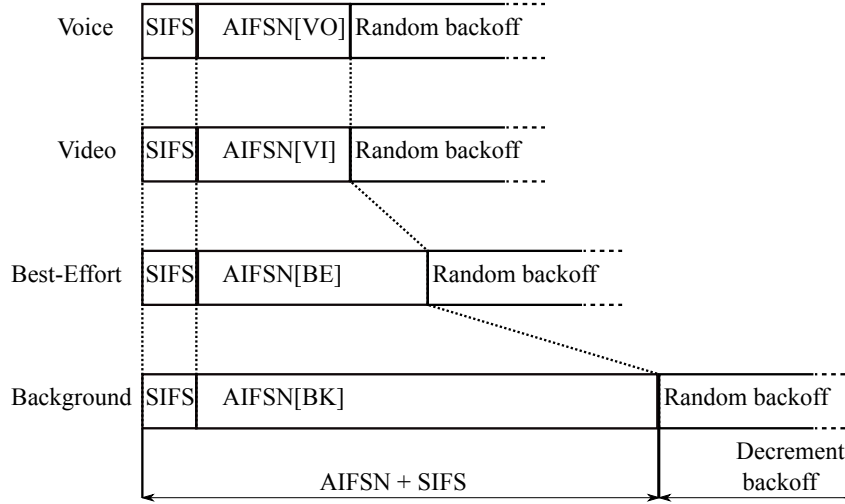 Voice SIFS AIFSN[VO] Random backoff
Video SIFS AIFSN[VI] Random backoff
Best-Effort SIFS AIFSN[BE] Random backoff
Background SIFS AIFSN[BK] Random backoff
AIFSN + SIFS
Decrement
backoff